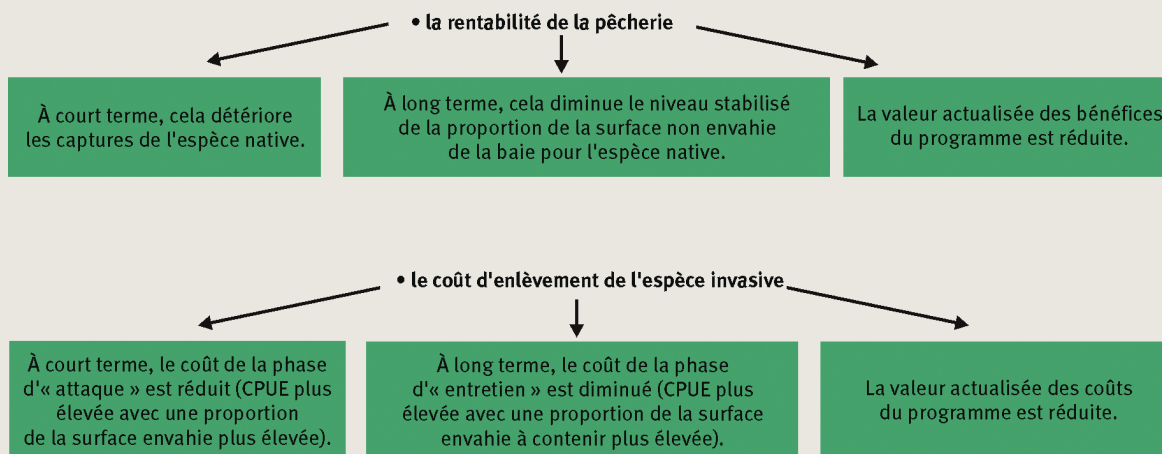 • la rentabilité de la pêcherie
À court terme, cela détériore
les captures de l'espèce native.
À long terme, cela diminue le niveau stabilisé
de la proportion de la surface non envahie
de la baie pour l'espèce native.
La valeur actualisée des bénéfices
du programme est réduite.
• le coût d'enlèvement de l'espèce invasive
À court terme, le coût de la phase
d'« attaque » est réduit (CPUE plus
élevée avec une proportion
de la surface envahie plus élevée).
À long terme, le coût de la phase
d'« entretien » est diminué (CPUE plus
élevée avec une proportion de la surface
envahie à contenir plus élevée).
La valeur actualisée des coûts
du programme est réduite.